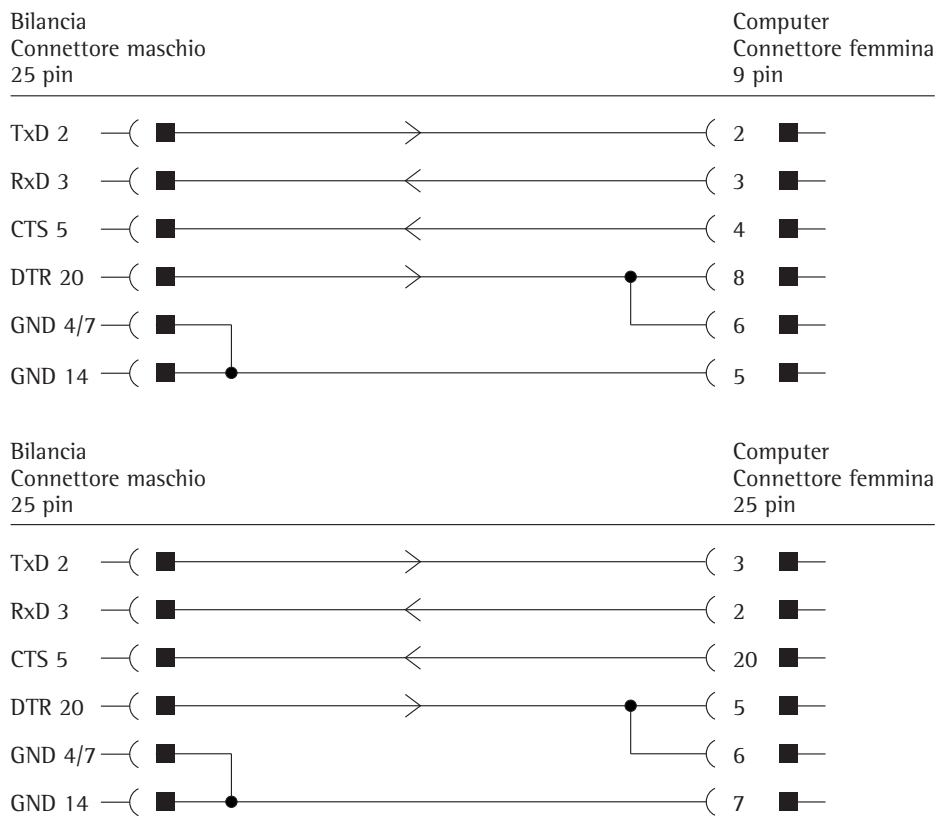 Bilancia
Connettore maschio
25 pin
Computer
Connettore femmina
9 pin
TxD 2 2
RxD 3 3
CTS 5 4
DTR 20 8
GND 4/7 6
GND 14 5
Bilancia
Connettore maschio
25 pin
Computer
Connettore femmina
25 pin
TxD 2 3
RxD 3 2
CTS 5 20
DTR 20 5
GND 4/7 6
GND 14 7